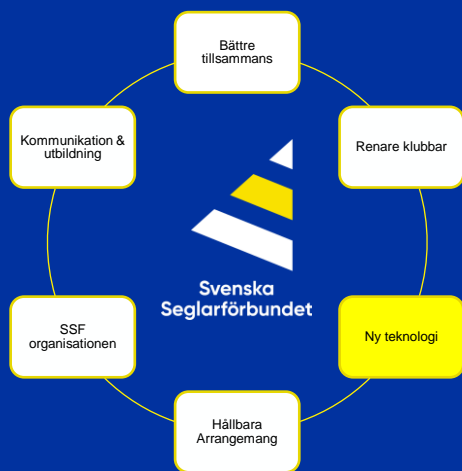 Bättre
tillsammans
Kommunikation &
utbildning
Renare klubbar
Svenska
Seglarförbundet
SSF
organisationen
Ny teknologi
Hållbara
Arrangemang